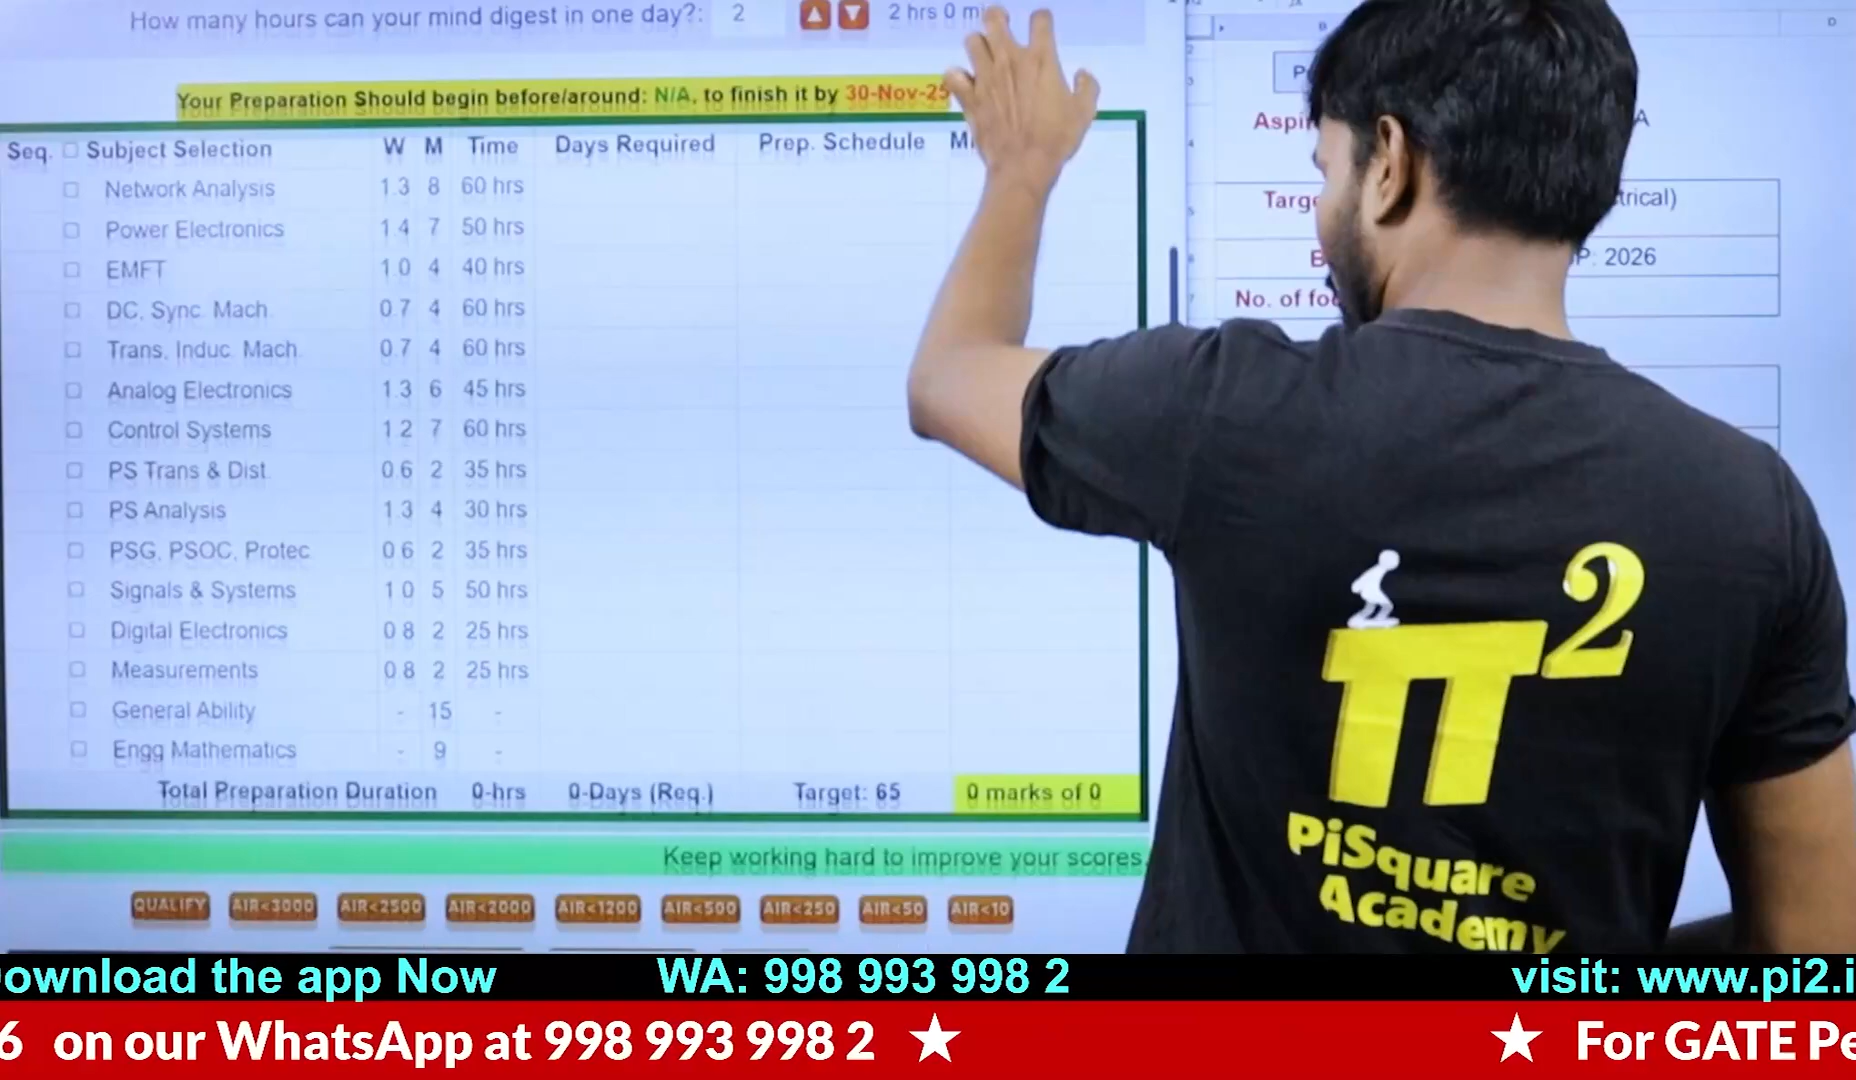 How many hours can your mind digest in one day?: 2 2 hrs 0
Your Preparation Should begin before/around: N/A, to finish it by 30-Nov-25
Seq. Subject Selection W M Time Days Required Prep. Schedule
Network Analysis 1.3 8 60 hrs
Power Electronics 1.4 7 50 hrs
EMFT 1.0 4 40 hrs
DC, Sync. Mach. 0.7 4 60 hrs
Trans, Induc. Mach. 0.7 4 60 hrs
Analog Electronics 1.3 6 45 hrs
Control Systems 1.2 7 60 hrs
PS Trans & Dist. 0.6 2 35 hrs
PS Analysis 1.3 4 30 hrs
PSG, PSOC, Protec. 0.6 2 35 hrs
Signals & Systems 1.0 5 50 hrs
Digital Electronics 0.8 2 25 hrs
Measurements 0.8 2 25 hrs
General Ability - 15 -
Engg Mathematics - 9 -
Total Preparation Duration 0-hrs 0-Days (Req.) Target: 65 0 marks of 0
Keep working hard to improve your scores.
QUALIFY AIR<3000 AIR<2500 AIR<2000 AIR<1200 AIR<500 AIR<250 AIR<50 AIR<10
2026
No. of
π2
PiSquare
Academy
ownload the app Now WA: 998 993 998 2 visit: www.pi2.i
6 on our WhatsApp at 998 993 998 2 ★ ★ For GATE Pe